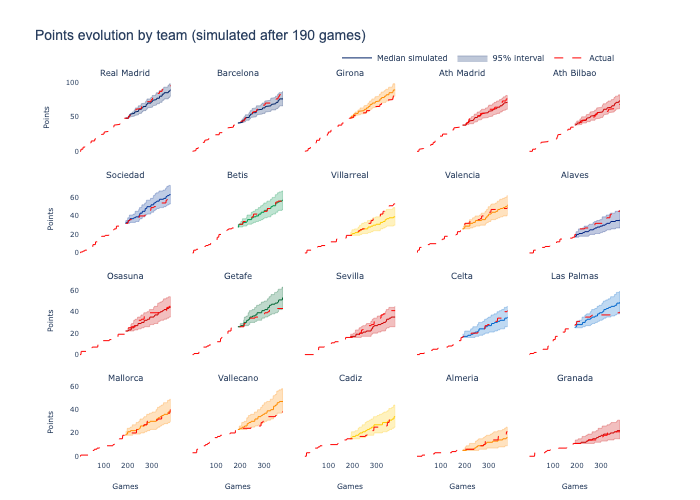 Points evolution by team (simulated after 190 games)
Median simulated 95% interval Actual
Real Madrid Barcelona Girona Ath Madrid Ath Bilbao
100
50
0
Points
Sociedad Betis Villarreal Valencia Alaves
60
40
20
0
Points
Osasuna Getafe Sevilla Celta Las Palmas
60
40
20
0
Points
Mallorca Vallecano Cadiz Almeria Granada
60
40
20
0
Points
100 200 300 100 200 300 100 200 300 100 200 300 100 200 300
Games Games Games Games Games